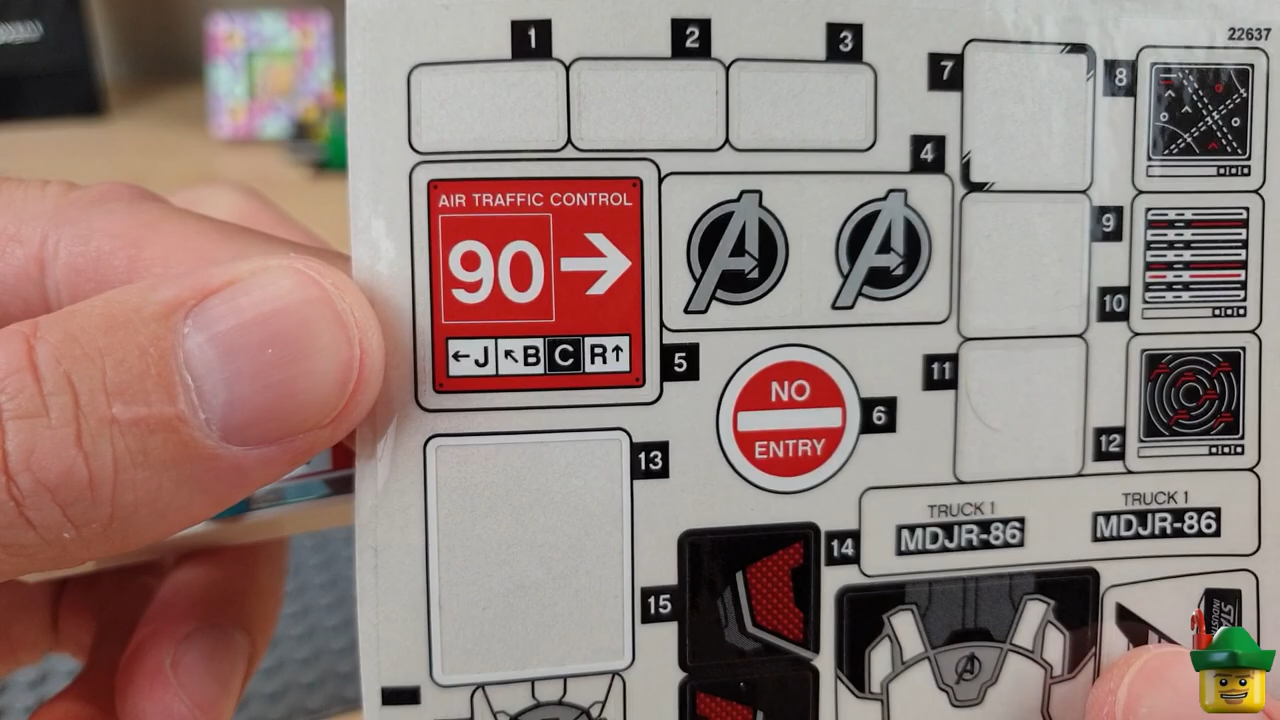 22637
1
2
3
7
8
4
AIR TRAFFIC CONTROL
90→
←J ↖B C R↑
5
9
10
NO
ENTRY
6
11
12
13
TRUCK 1
MDJR-86
TRUCK 1
MDJR-86
14
15